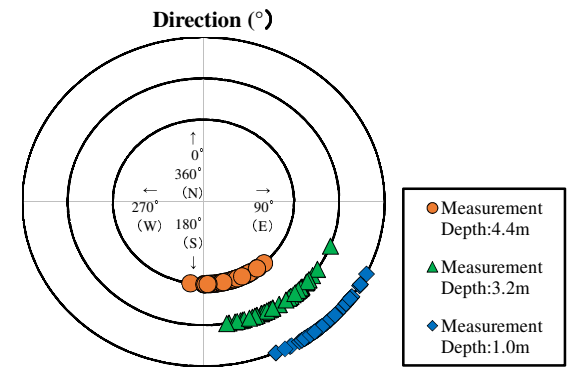 Direction (°)
↑
0°
360°
(N)
←
→
270°
90°
(W)
180°
(E)
(S)
↓
Measurement
Depth:4.4m
Measurement
Depth:3.2m
Measurement
Depth:1.0m